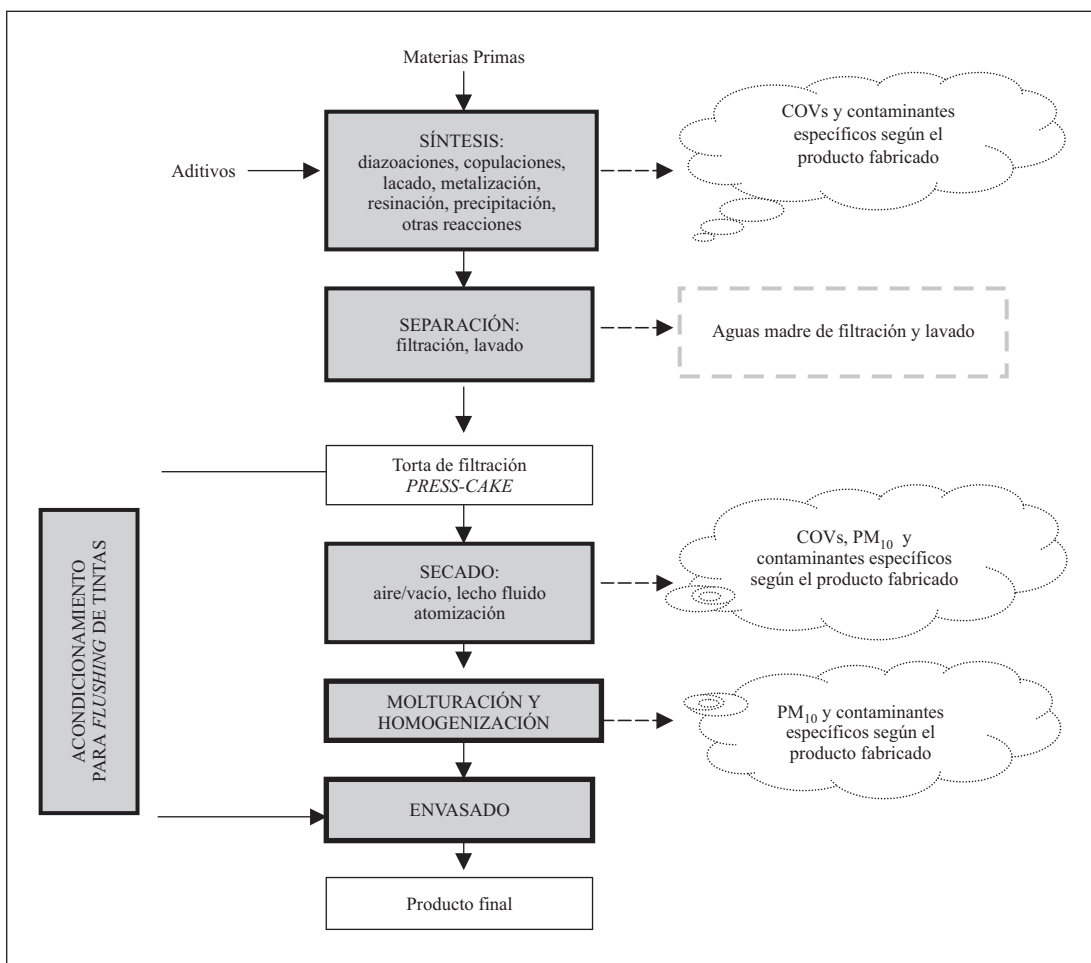 Materias Primas
Aditivos
SÍNTESIS:
diazoaciones, copulaciones,
lacado, metalización,
resinación, precipitación,
otras reacciones
COVs y contaminantes
específicos según el
producto fabricado
SEPARACIÓN:
filtración, lavado
Aguas madre de filtración y lavado
Torta de filtración
PRESS-CAKE
ACONDICIONAMIENTO
PARA FLUSHING DE TINTAS
SECADO:
aire/vacío, lecho fluido
atomización
COVs, PM₁₀ y
contaminantes específicos
según el producto fabricado
MOLTURACIÓN Y
HOMOGENIZACIÓN
PM₁₀ y contaminantes
específicos según el
producto fabricado
ENVASADO
Producto final